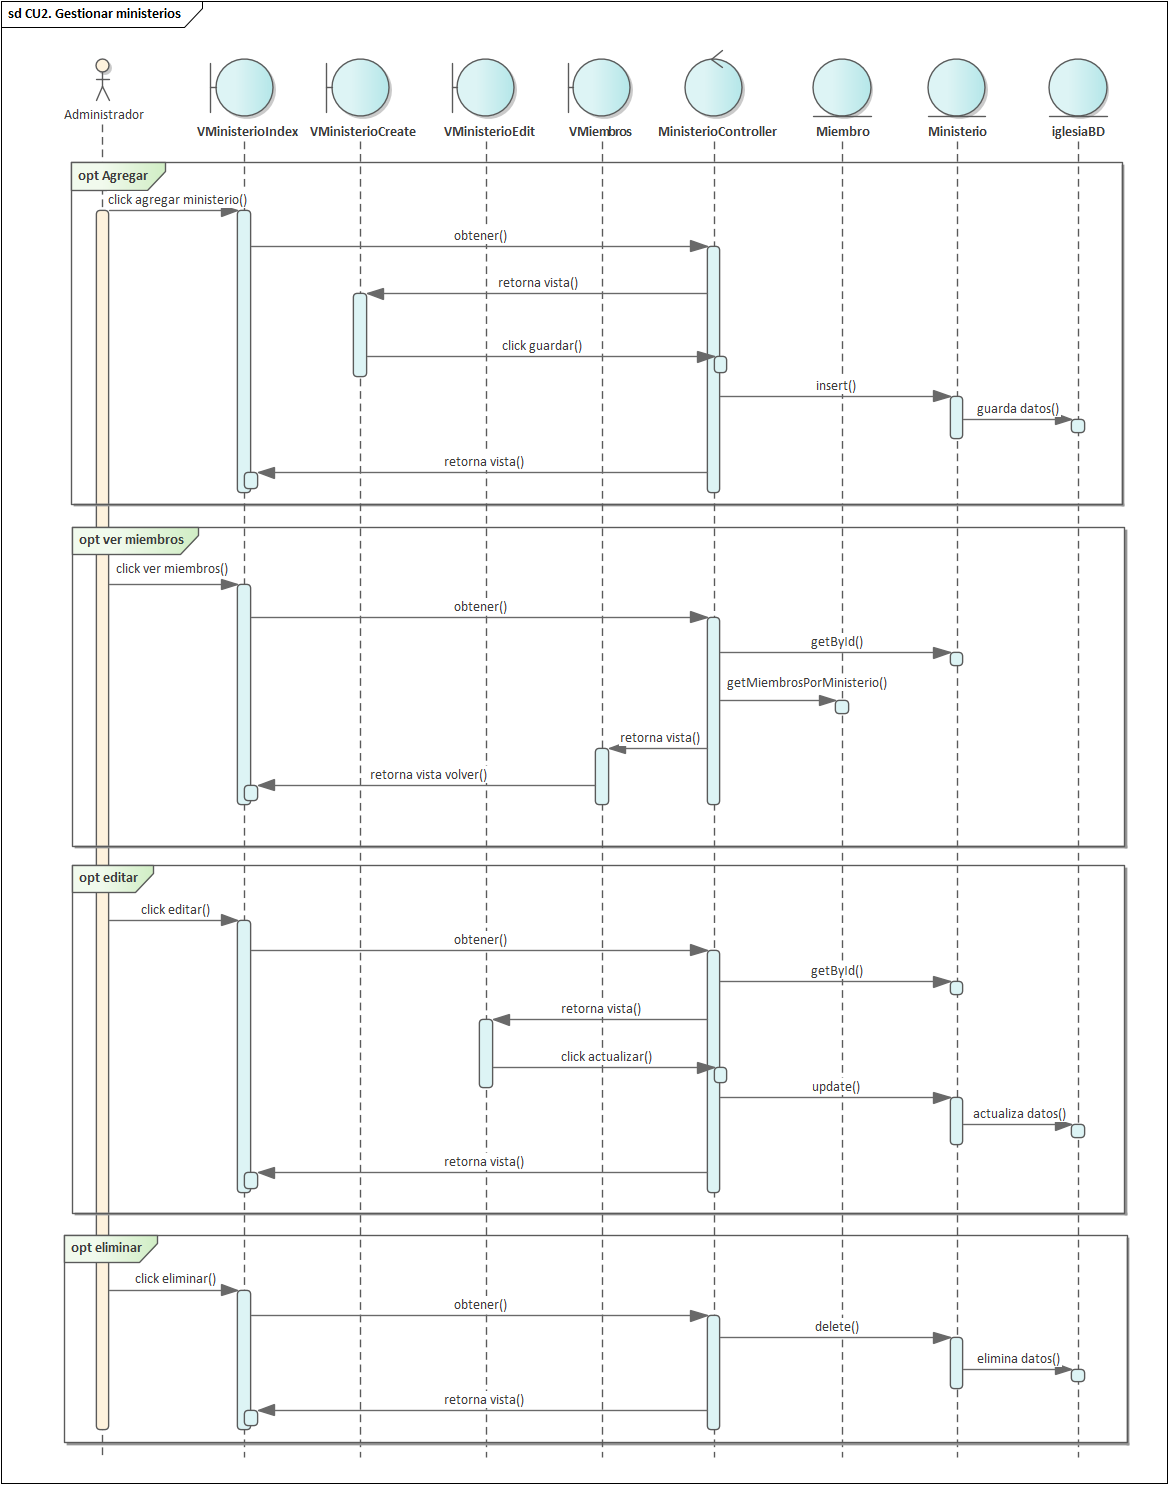 sd CU2. Gestionar ministerios
Administrador
VMinisterioIndex
VMinisterioCreate
VMinisterioEdit
VMiembros
MinisterioController
Miembro
Ministerio
iglesiaBD
opt Agregar
click agregar ministerio()
obtener()
retorna vista()
click guardar()
insert()
guarda datos()
retorna vista()
opt ver miembros
click ver miembros()
obtener()
getById()
getMiembrosPorMinisterio()
retorna vista()
retorna vista volver()
opt editar
click editar()
obtener()
getById()
retorna vista()
click actualizar()
update()
actualiza datos()
retorna vista()
opt eliminar
click eliminar()
obtener()
delete()
elimina datos()
retorna vista()